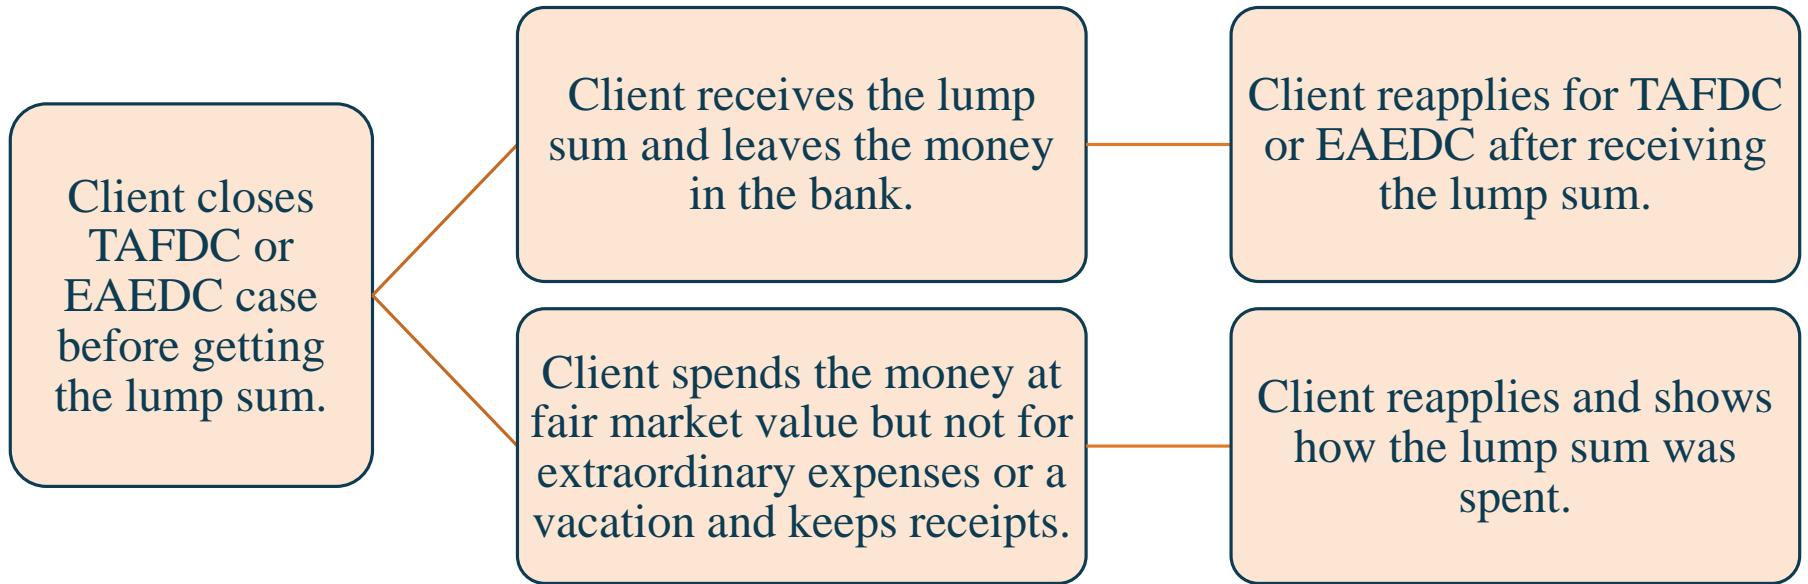 Client closes
TAFDC or
EAEDC case
before getting
the lump sum.
Client receives the lump
sum and leaves the money
in the bank.
Client reapplies for TAFDC
or EAEDC after receiving
the lump sum.
Client spends the money at
fair market value but not for
extraordinary expenses or a
vacation and keeps receipts.
Client reapplies and shows
how the lump sum was
spent.